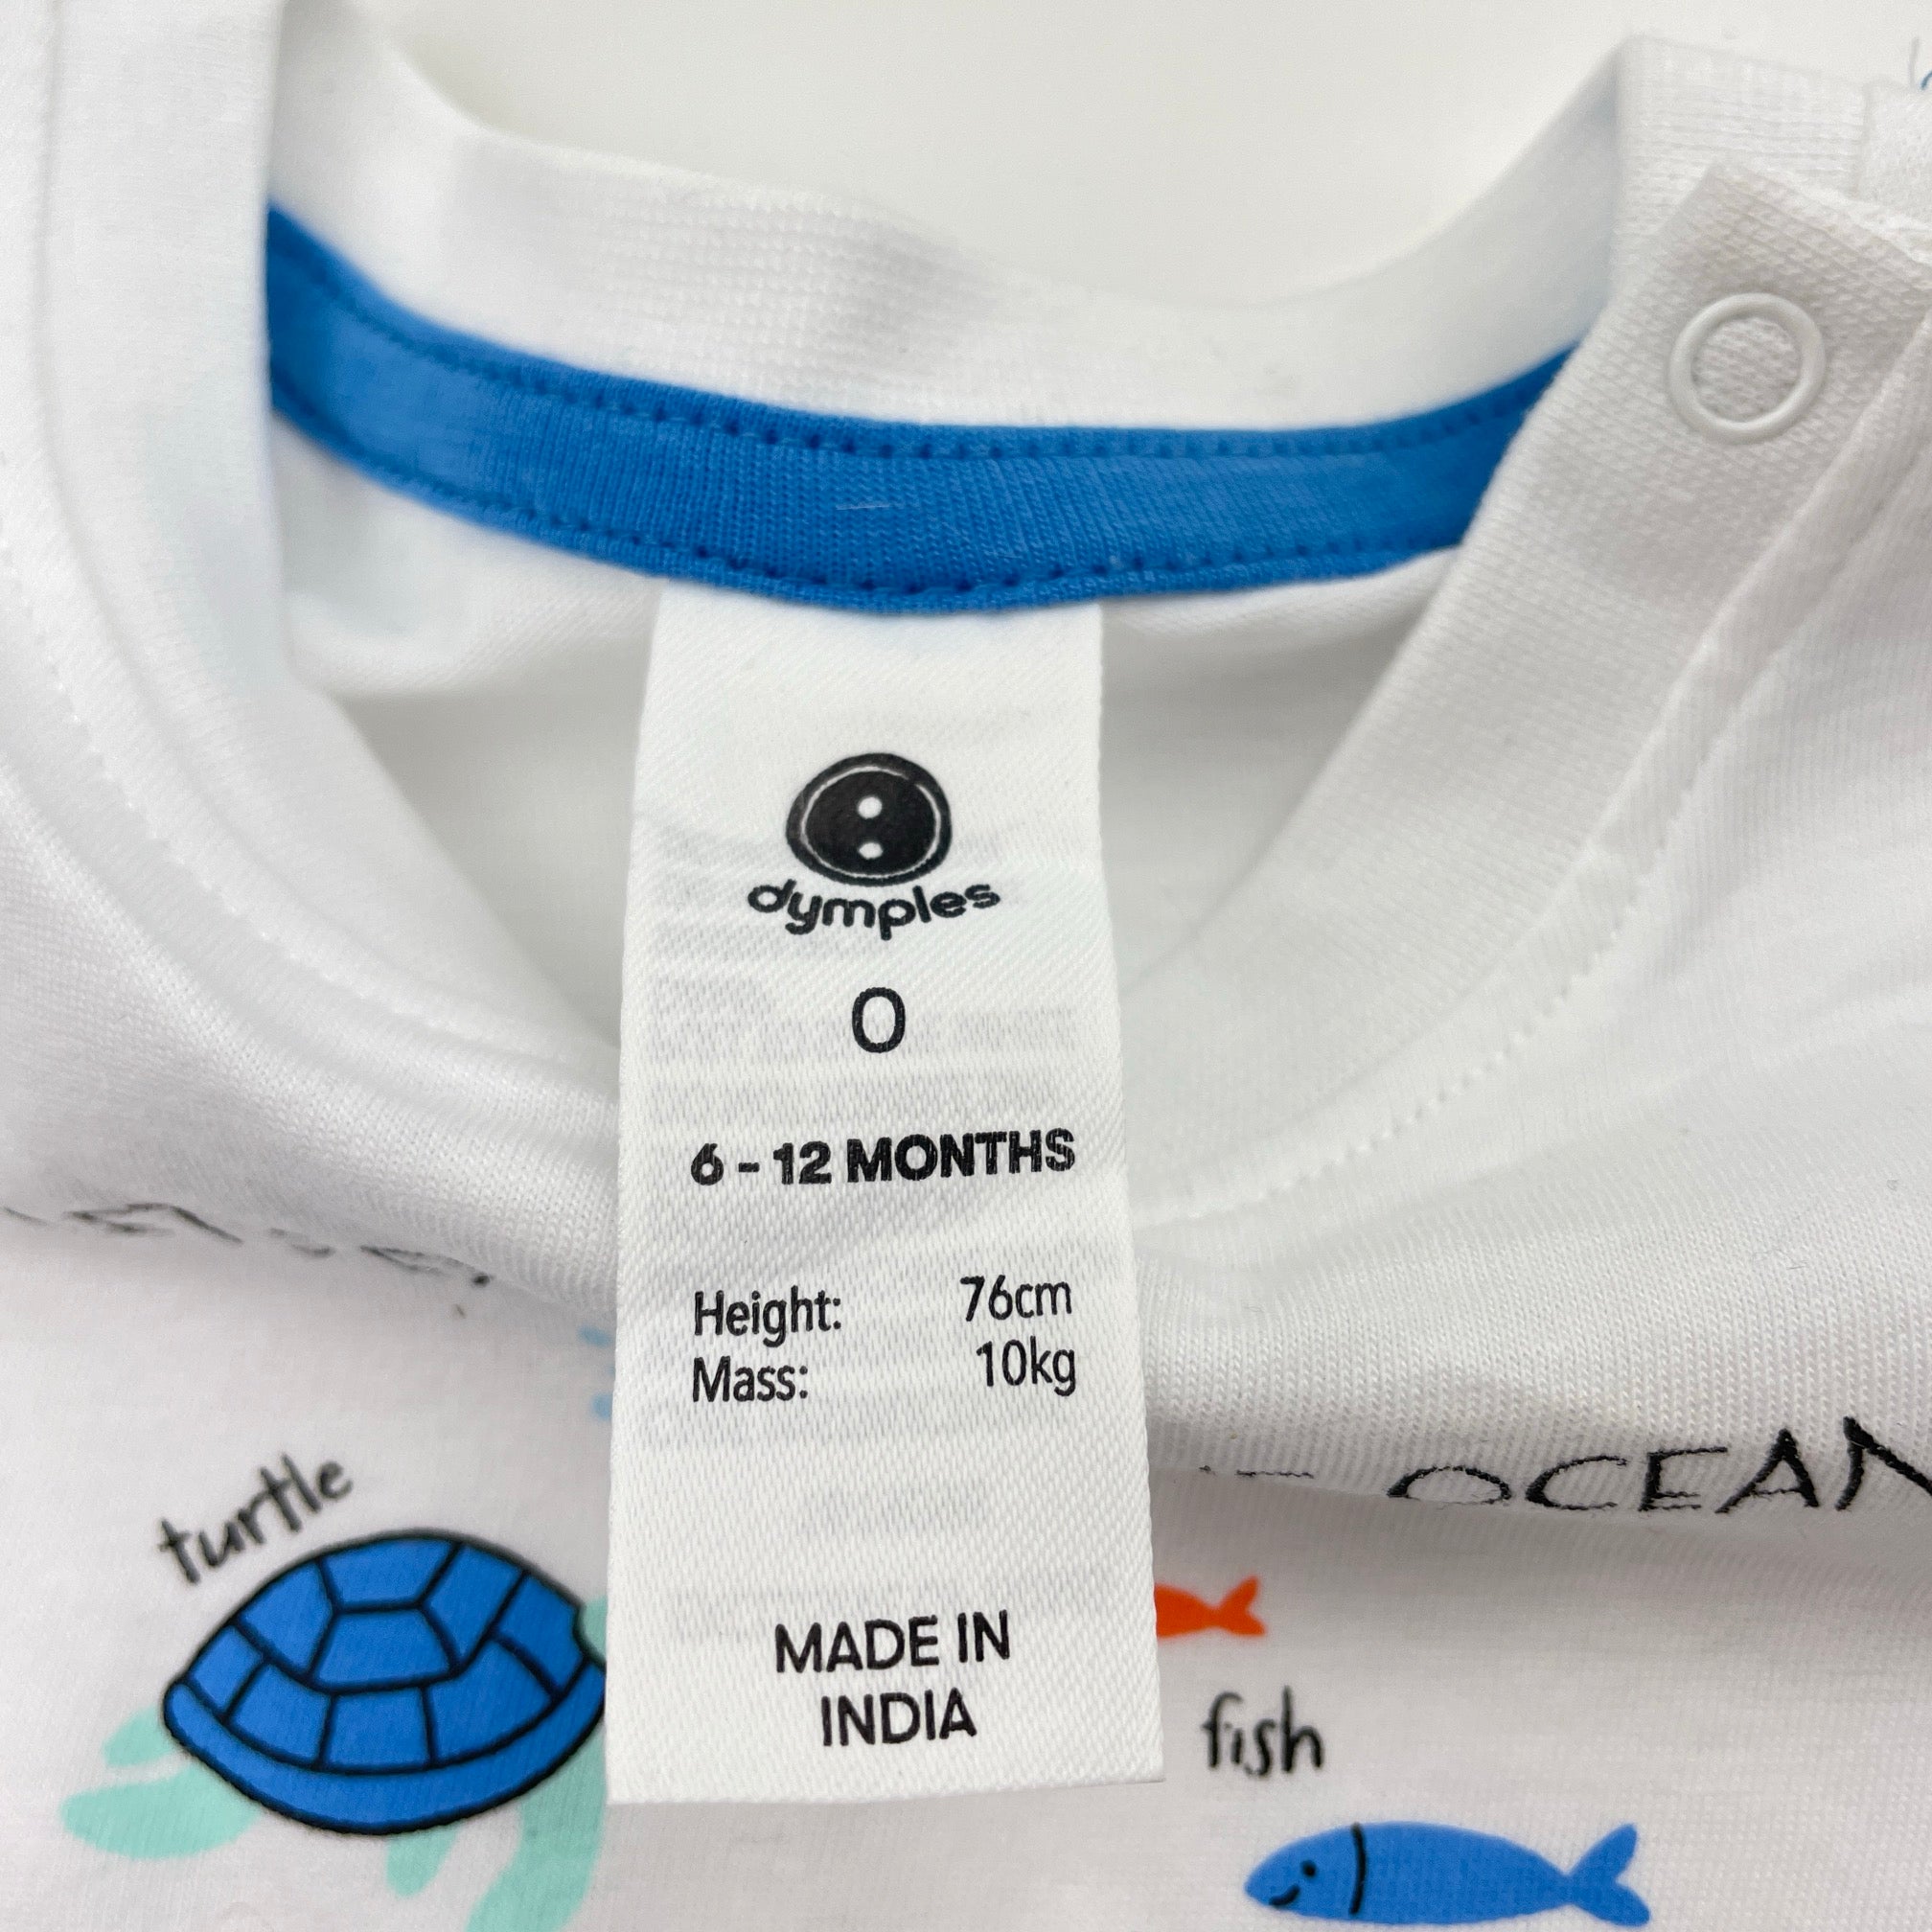 dymples
0
6 - 12 MONTHS
Height: 76cm
Mass: 10kg
MADE IN
INDIA
OCEAN
turtle
fish